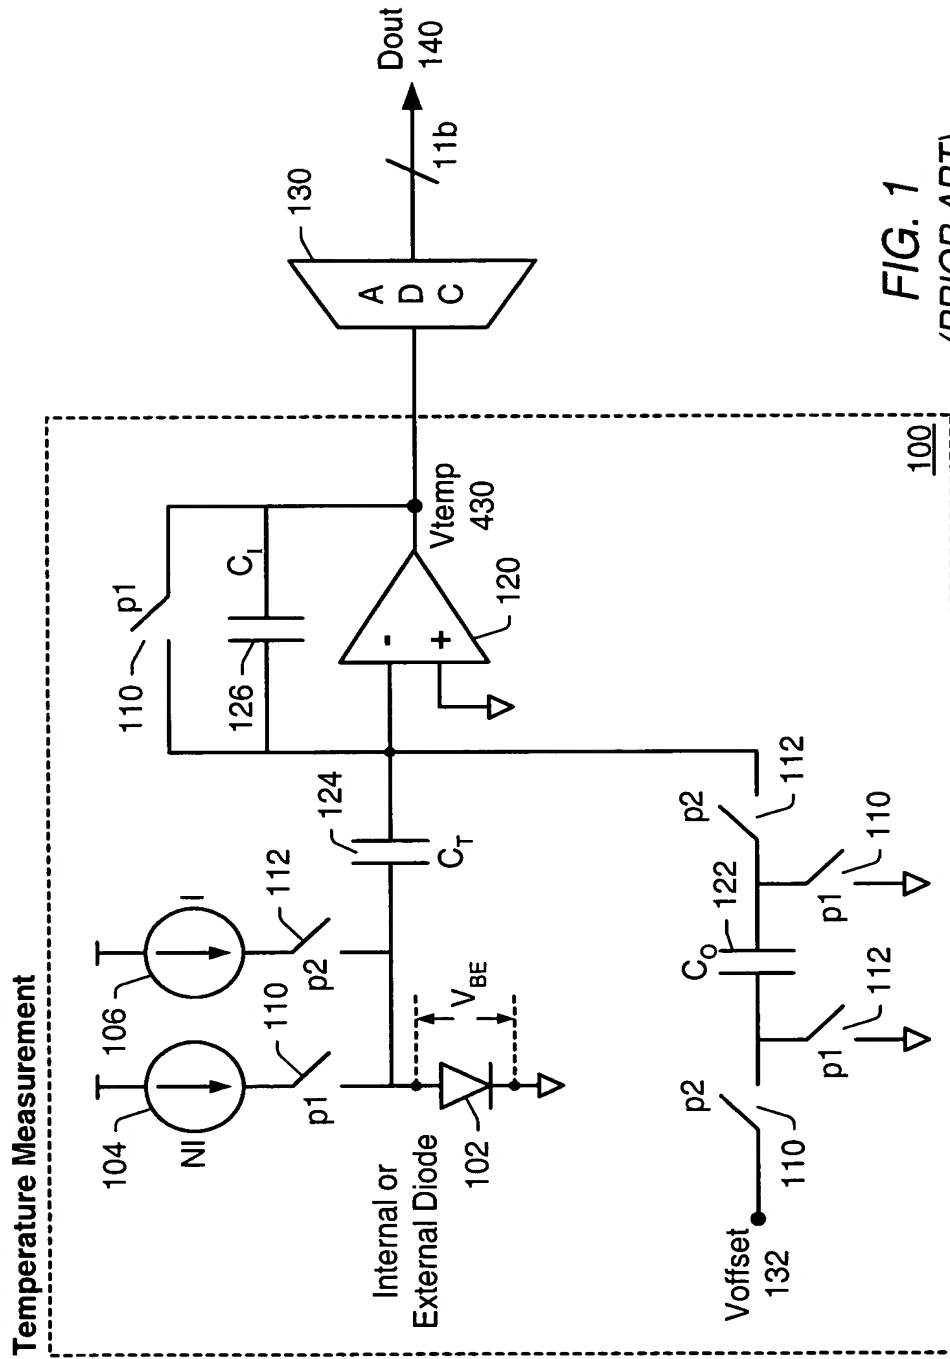 Temperature Measurement
104
NI
106
I
p1
110
p2
112
Internal or
External Diode
102
V_BE
C_T
124
110
p1
126
C_I
-
+
120
Vtemp
430
130
A
D
C
11b
Dout
140
Voffset
132
p2
110
p1
112
C_O
122
p1
110
p2
112
100
FIG. 1
(PRIOR ART)